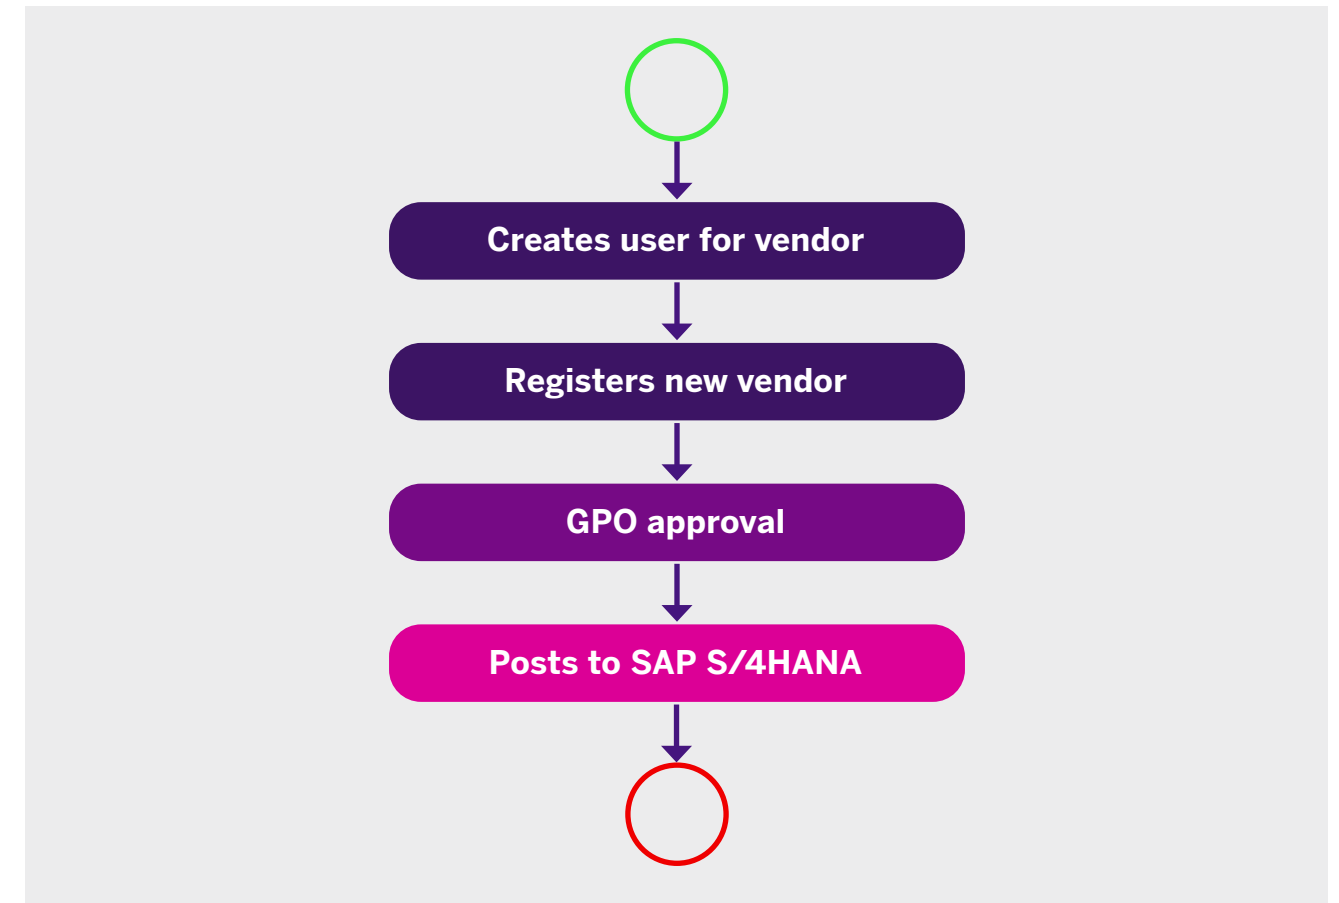 Creates user for vendor
Registers new vendor
GPO approval
Posts to SAP S/4HANA